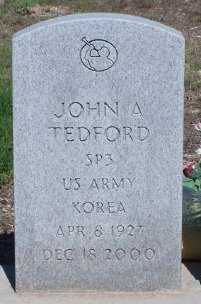 JOHN A
TEDFORD
SP3
US ARMY
KOREA
APR 8 1927
DEC 18 2000